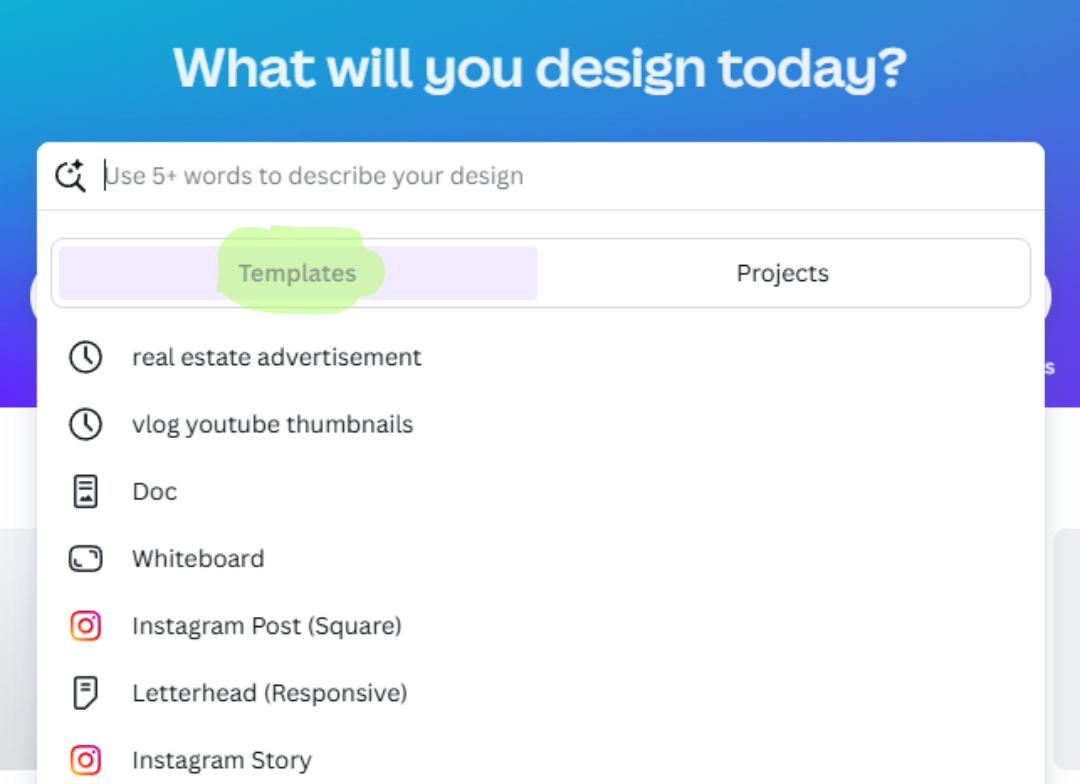 What will you design today?
Use 5+ words to describe your design
Templates Projects
real estate advertisement
s
vlog youtube thumbnails
Doc
Whiteboard
Instagram Post (Square)
Letterhead (Responsive)
Instagram Story